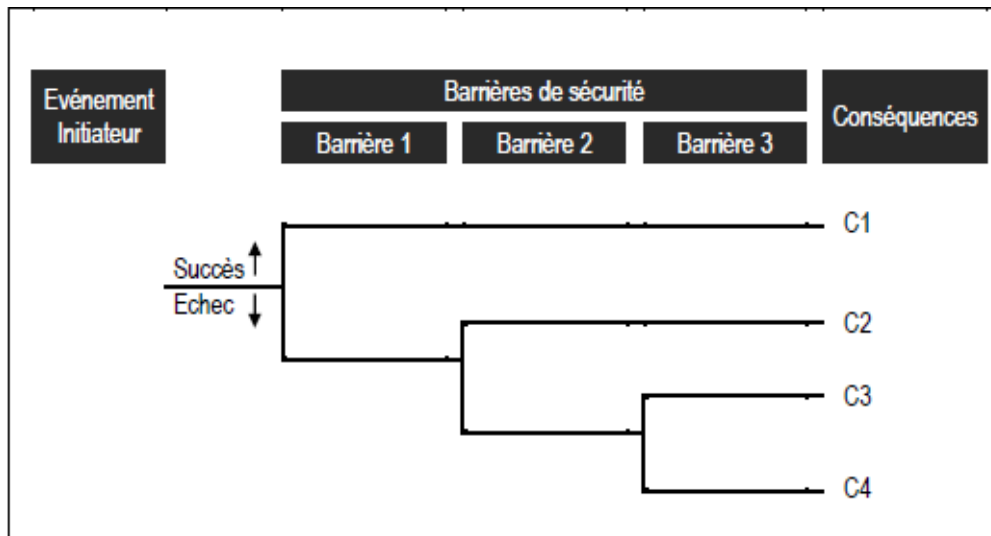 Evénement
Initiateur
Barrières de sécurité
Conséquences
Barrière 1
Barrière 2
Barrière 3
Succès
Echec
C1
C2
C3
C4